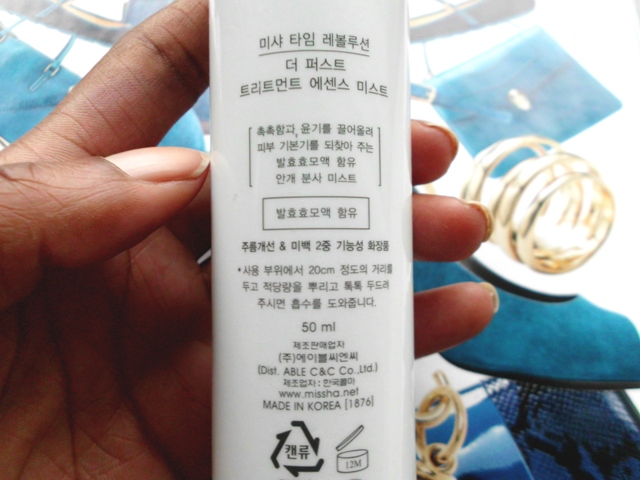 미샤 타임 레볼루션
더 퍼스트
트리트먼트 에센스 미스트
촉촉함과, 윤기를 끌어올려
피부 기본기를 되찾아 주는
발효효모액 함유
안개 분사 미스트
발효효모액 함유
주름개선 & 미백 2중 기능성 화장품
*사용 부위에서 20cm 정도의 거리를
두고 적당량을 뿌리고 톡톡 두드려
주시면 흡수를 도와줍니다.
50 ml
제조판매업자
(주)에이블씨엔씨
(Dist. ABLE C&C Co.,Ltd.)
제조업자 : 한국콜마
www.missha.net
MADE IN KOREA [1876]
캔류
12M